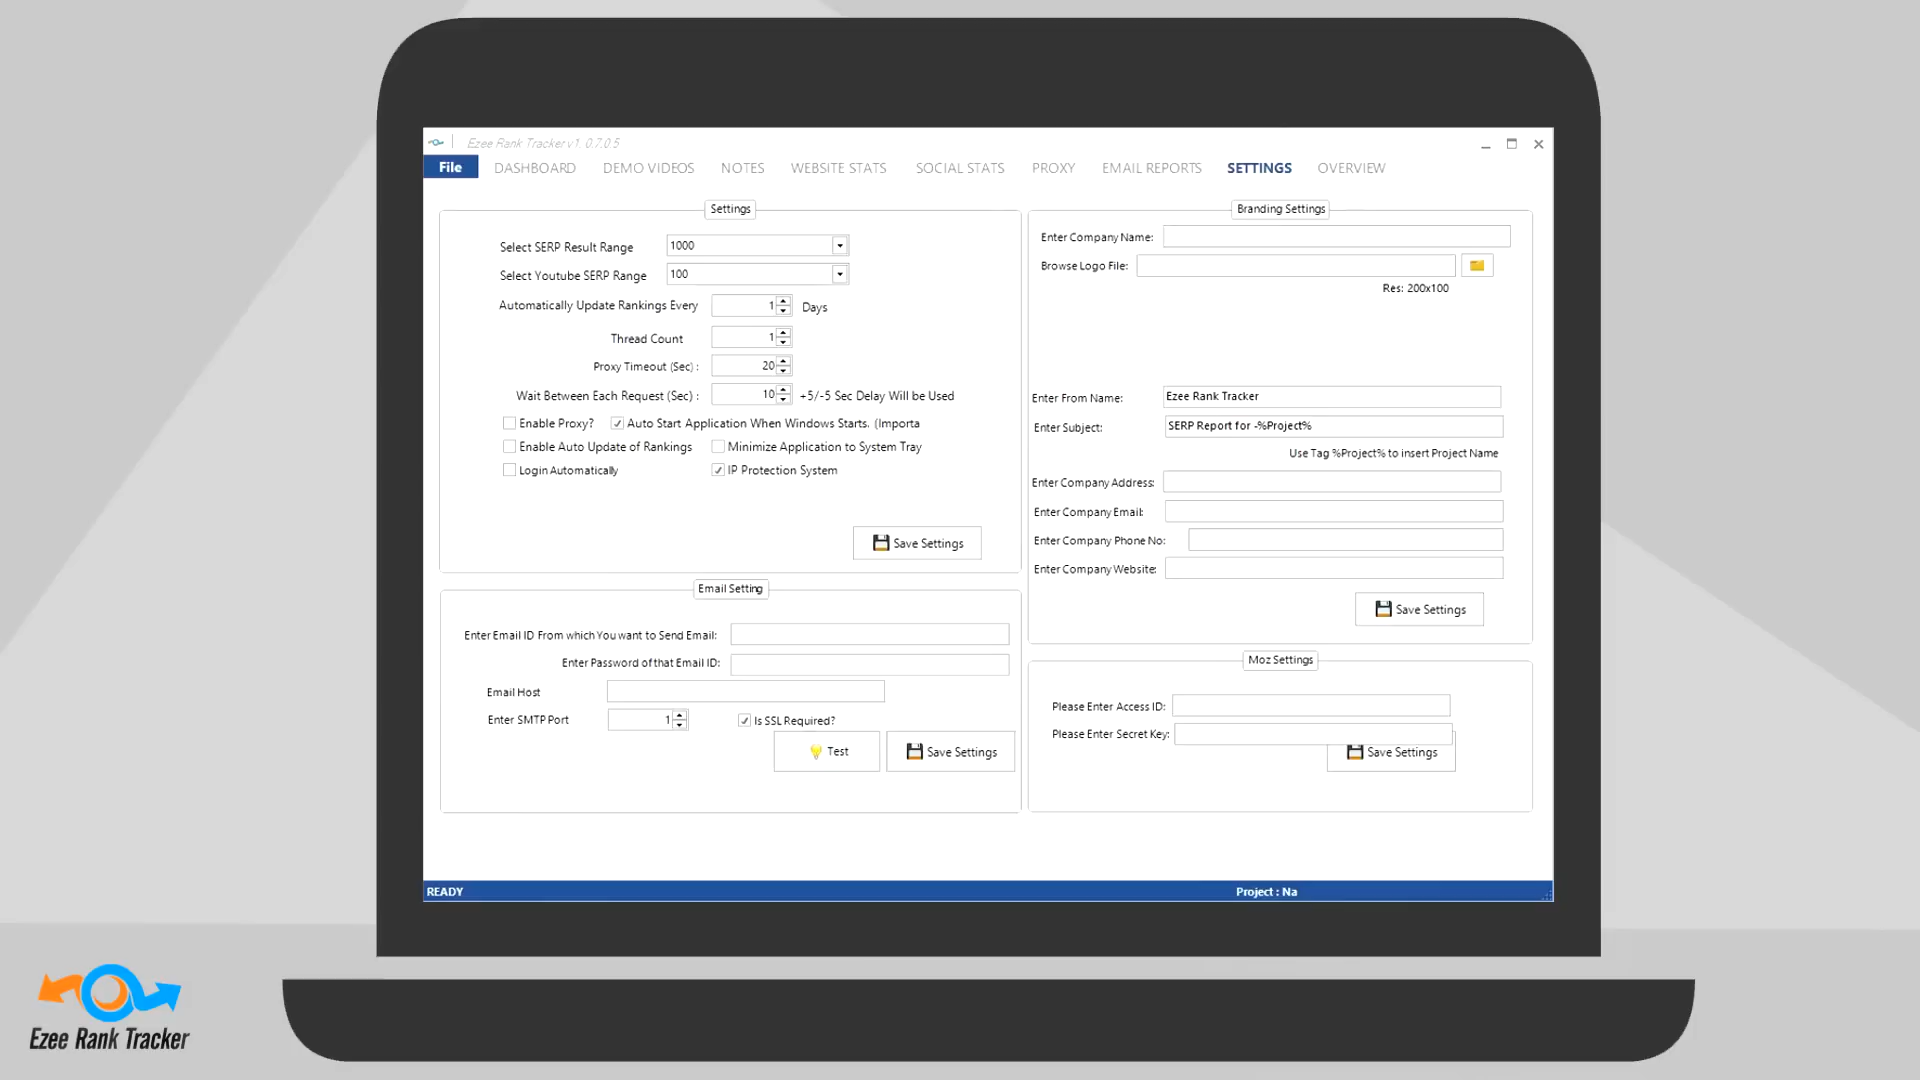 Ezee Rank Tracker v1. 0.7.0.5
File DASHBOARD DEMO VIDEOS NOTES WEBSITE STATS SOCIAL STATS PROXY EMAIL REPORTS SETTINGS OVERVIEW
Settings
Select SERP Result Range 1000
Select Youtube SERP Range 100
Automatically Update Rankings Every 1 Days
Thread Count 1
Proxy Timeout (Sec) : 20
Wait Between Each Request (Sec) : 10 +5/-5 Sec Delay Will be Used
Enable Proxy? Auto Start Application When Windows Starts. (Importa
Enable Auto Update of Rankings Minimize Application to System Tray
Login Automatically IP Protection System
Save Settings
Email Setting
Enter Email ID From which You want to Send Email:
Enter Password of that Email ID:
Email Host
Enter SMTP Port 1 Is SSL Required?
Test Save Settings
Branding Settings
Enter Company Name:
Browse Logo File:
Res: 200x100
Enter From Name: Ezee Rank Tracker
Enter Subject: SERP Report for -%Project%
Use Tag %Project% to insert Project Name
Enter Company Address:
Enter Company Email:
Enter Company Phone No:
Enter Company Website:
Save Settings
Moz Settings
Please Enter Access ID:
Please Enter Secret Key:
Save Settings
READY Project : Na
Ezee Rank Tracker